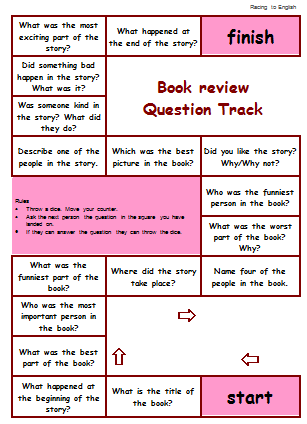 Racing to English
What was the most
exciting part of the
story?
What happened at
the end of the story?
finish
Did something bad
happen in the story?
What was it?
Book review
Question Track
Was someone kind
in the story? What did
they do?
Describe one of the
people in the story.
Which was the best
picture in the book?
Did you like the story?
Why/Why not?
Rules
• Throw a dice. Move your counter.
• Ask the next person the question in the square you have
landed on.
• If they can answer the question they can throw the dice.
Who was the funniest
person in the book?
What was the worst
part of the book?
Why?
What was the
funniest part of the
book?
Where did the story
take place?
Name four of the
people in the book.
Who was the most
important person in
the book?
What was the best
part of the book?
What happened at
the beginning of the
story?
What is the title of
the book?
start